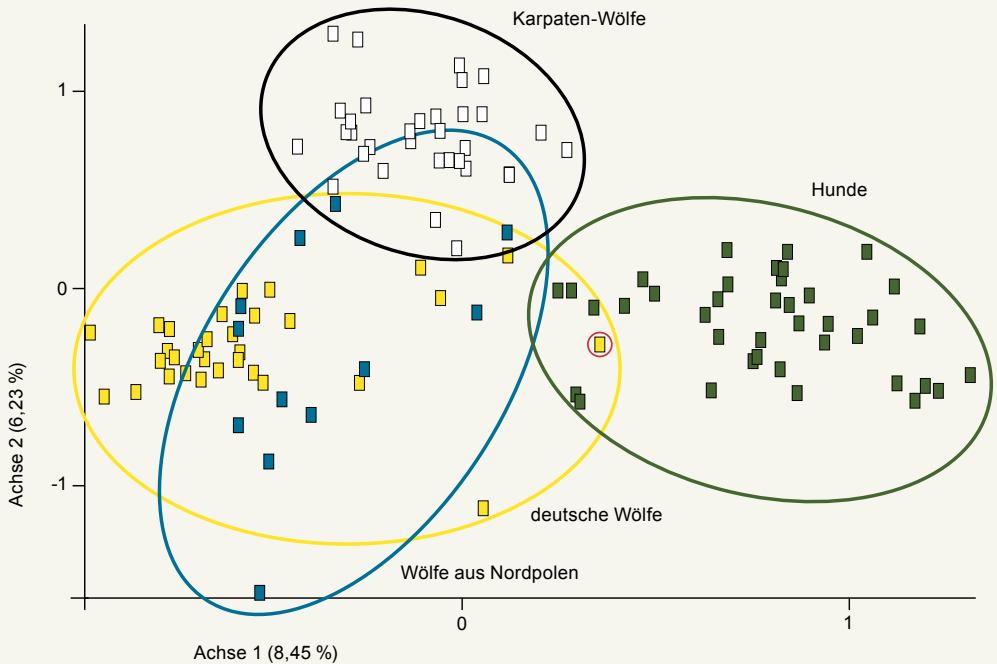 Karpaten-Wölfe
1
Hunde
0
Achse 2 (6,23 %)
-1
deutsche Wölfe
Wölfe aus Nordpolen
0
1
Achse 1 (8,45 %)